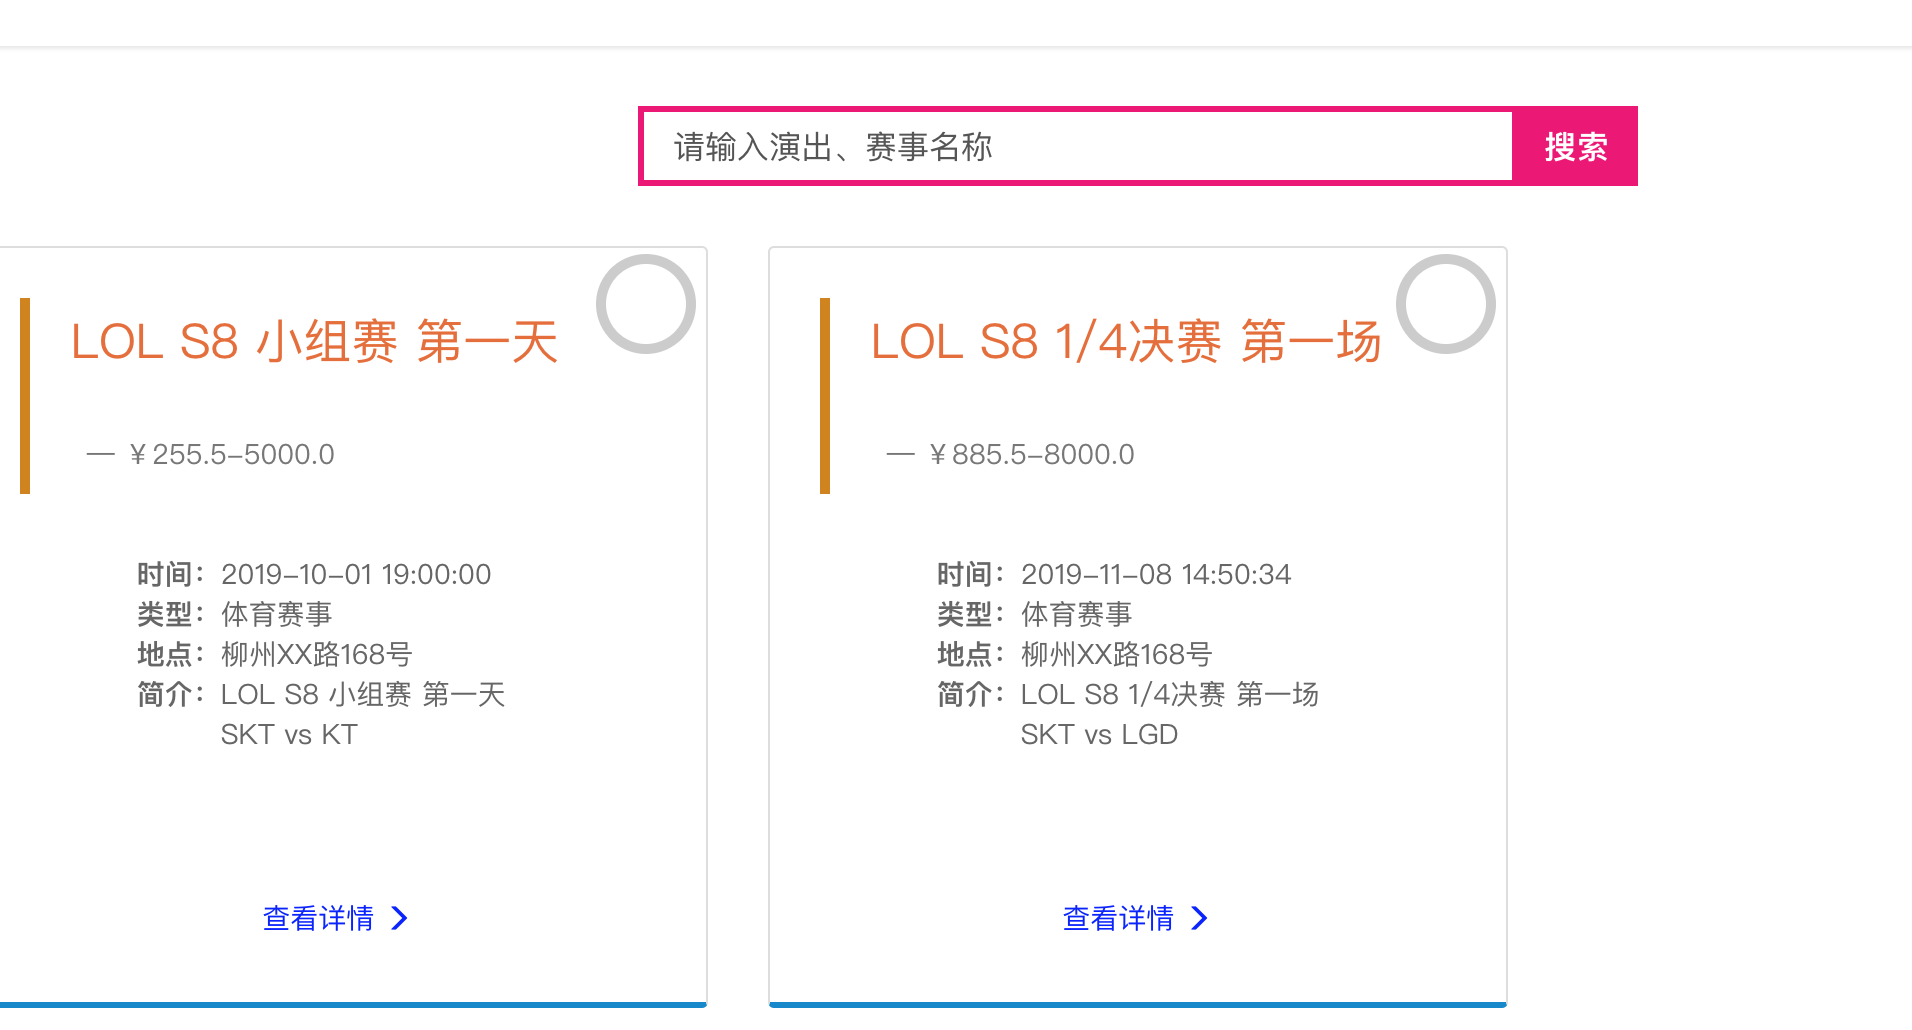 请输入演出、赛事名称
搜索
LOL S8 小组赛 第一天
— ¥255.5-5000.0
时间：2019-10-01 19:00:00
类型：体育赛事
地点：柳州XX路168号
简介：LOL S8 小组赛 第一天
SKT vs KT
查看详情
LOL S8 1/4决赛 第一场
— ¥885.5-8000.0
时间：2019-11-08 14:50:34
类型：体育赛事
地点：柳州XX路168号
简介：LOL S8 1/4决赛 第一场
SKT vs LGD
查看详情